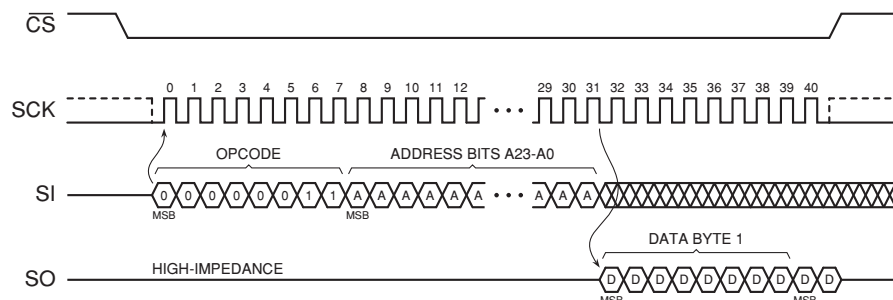 CS
0 1 2 3 4 5 6 7 8 9 10 11 12 29 30 31 32 33 34 35 36 37 38 39 40
SCK
OPCODE ADDRESS BITS A23-A0
SI 0 0 0 0 0 0 1 1 A A A A A A A A A
MSB MSB
DATA BYTE 1
SO HIGH-IMPEDANCE D D D D D D D D D D
MSB MSB